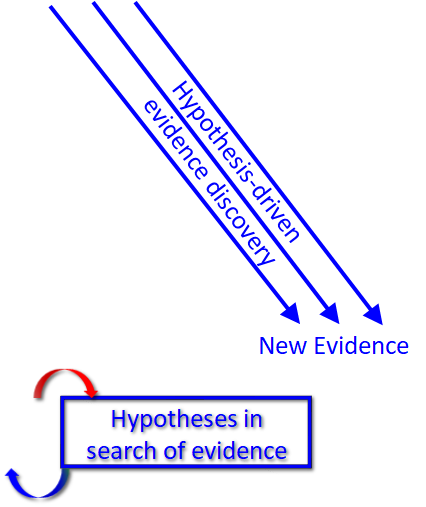 Hypothesis-driven
evidence discovery
New Evidence
Hypotheses in
search of evidence